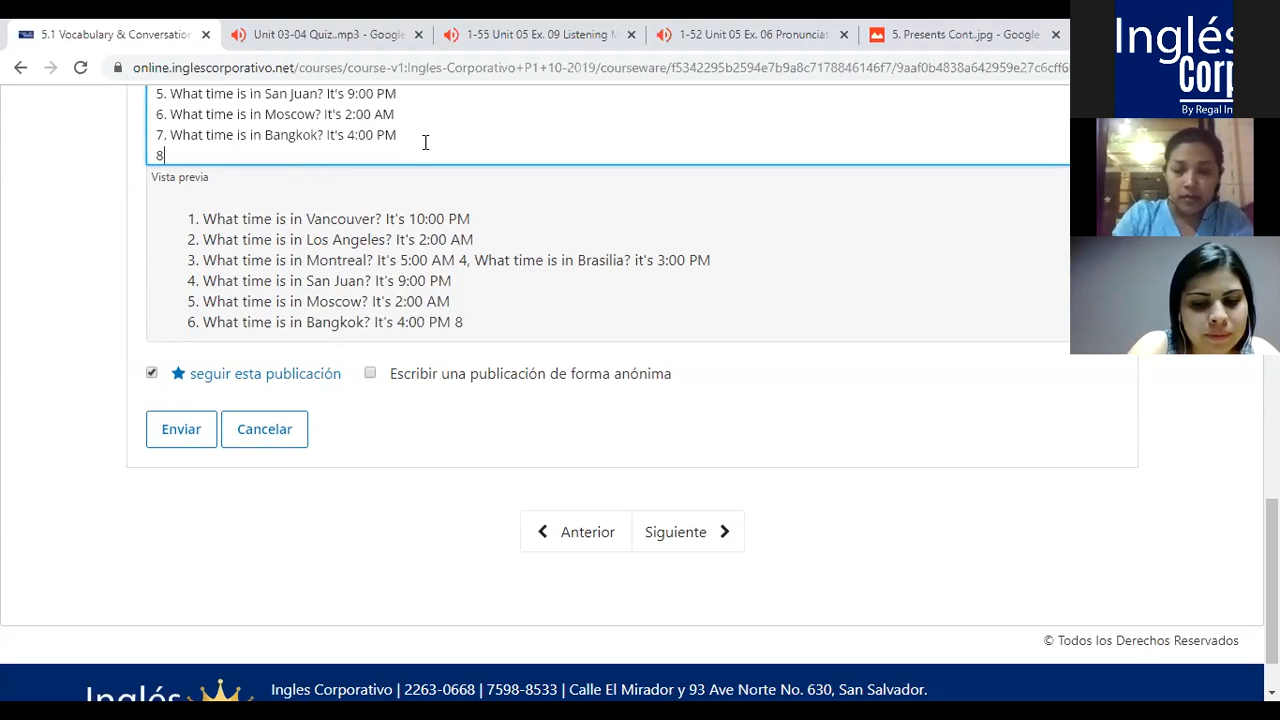 5.1 Vocabulary & Conversation
Unit 03-04 Quiz..mp3 - Google
1-55 Unit 05 Ex. 09 Listening M
1-52 Unit 05 Ex. 06 Pronunciat
5. Presents Cont..jpg - Google
online.inglescorporativo.net/courses/course-v1:Ingles-Corporativo+P1+10-2019/courseware/f5342295b2594e7b9a8c7178846146f7/9aaf0b4838a642959e27c6cff6
Inglés
Corp
By Regal In
5. What time is in San Juan? It's 9:00 PM
6. What time is in Moscow? It's 2:00 AM
7. What time is in Bangkok? It's 4:00 PM
8
Vista previa
1. What time is in Vancouver? It's 10:00 PM
2. What time is in Los Angeles? It's 2:00 AM
3. What time is in Montreal? It's 5:00 AM 4, What time is in Brasilia? it's 3:00 PM
4. What time is in San Juan? It's 9:00 PM
5. What time is in Moscow? It's 2:00 AM
6. What time is in Bangkok? It's 4:00 PM 8
seguir esta publicación
Escribir una publicación de forma anónima
Enviar
Cancelar
Anterior
Siguiente
© Todos los Derechos Reservados
Inglés
Ingles Corporativo | 2263-0668 | 7598-8533 | Calle El Mirador y 93 Ave Norte No. 630, San Salvador.